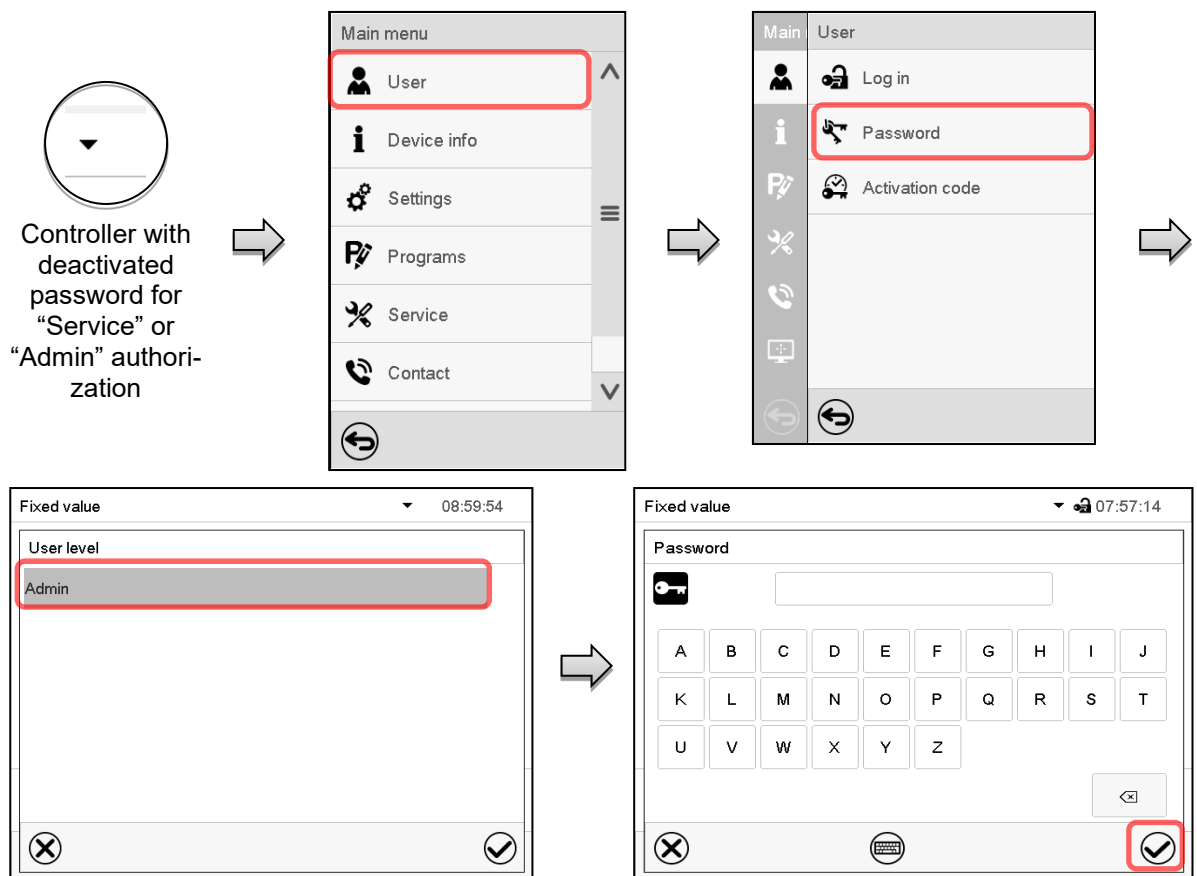 Controller with
deactivated
password for
“Service” or
“Admin” authori-
zation
Main menu
User
Device info
Settings
Programs
Service
Contact
Main
User
Log in
Password
Activation code
Fixed value 08:59:54
User level
Admin
Fixed value 07:57:14
Password
A B C D E F G H I J
K L M N O P Q R S T
U V W X Y Z